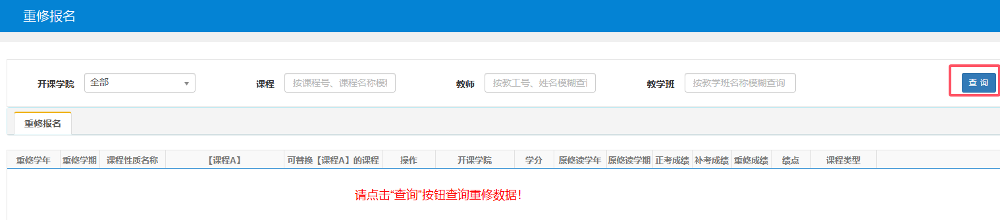 重修报名
开课学院 全部 课程 按课程号、课程名称模 教师 按教工号、姓名模糊查 教学班 按教学班名称模糊查询 查 询
重修报名
重修学年 重修学期 课程性质名称 【课程A】 可替换【课程A】的课程 操作 开课学院 学分 原修读学年 原修读学期 正考成绩 补考成绩 重修成绩 绩点 课程类型
请点击“查询”按钮查询重修数据！